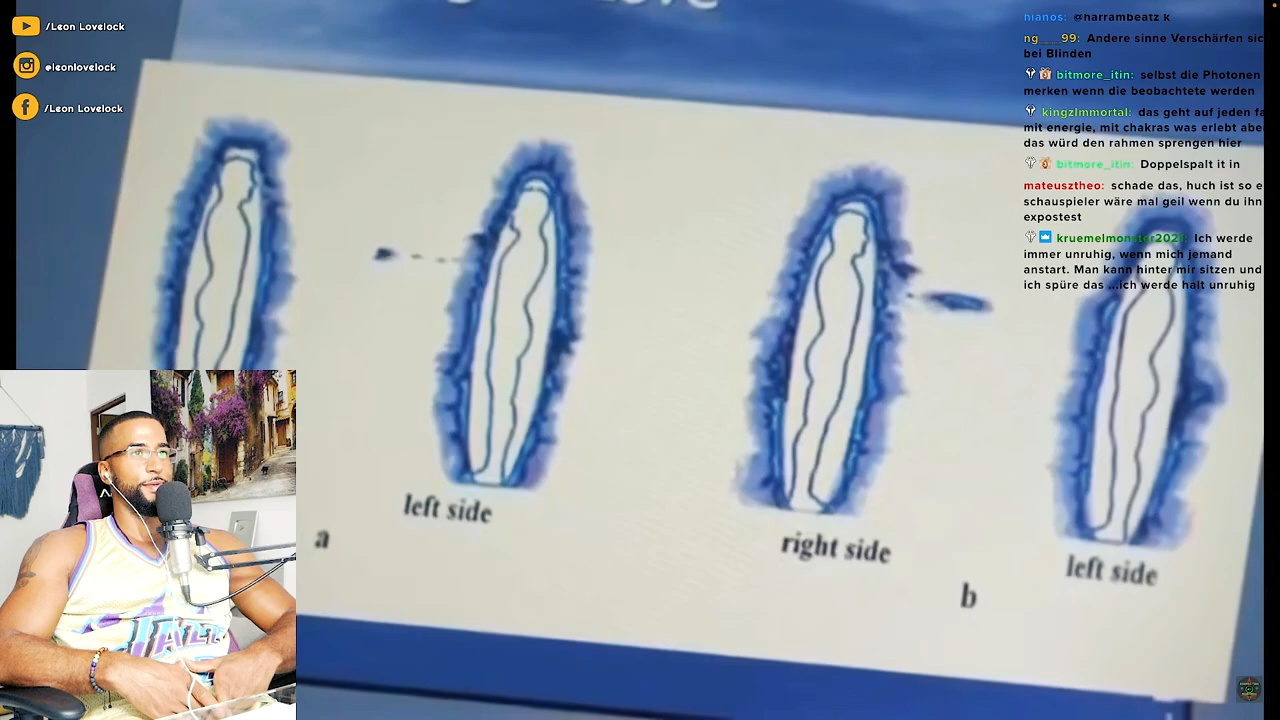 /Leon Lovelock
@leonlovelock
/Leon Lovelock
hianos: @harrambeatz k
ng___99: Andere sinne Verschärfen sic
bei Blinden
bitmore_itin: selbst die Photonen
merken wenn die beobachtete werden
kingzImmortal: das geht auf jeden fa
mit energie, mit chakras was erlebt abe
das würd den rahmen sprengen hier
bitmore_itin: Doppelspalt it in
mateusztheo: schade das, huch ist so e
schauspieler wäre mal geil wenn du ihn
expostest
kruemelmonster2021: Ich werde
immer unruhig, wenn mich jemand
anstart. Man kann hinter mir sitzen und
ich spüre das ...ich werde halt unruhig
left side
a
right side
left side
b